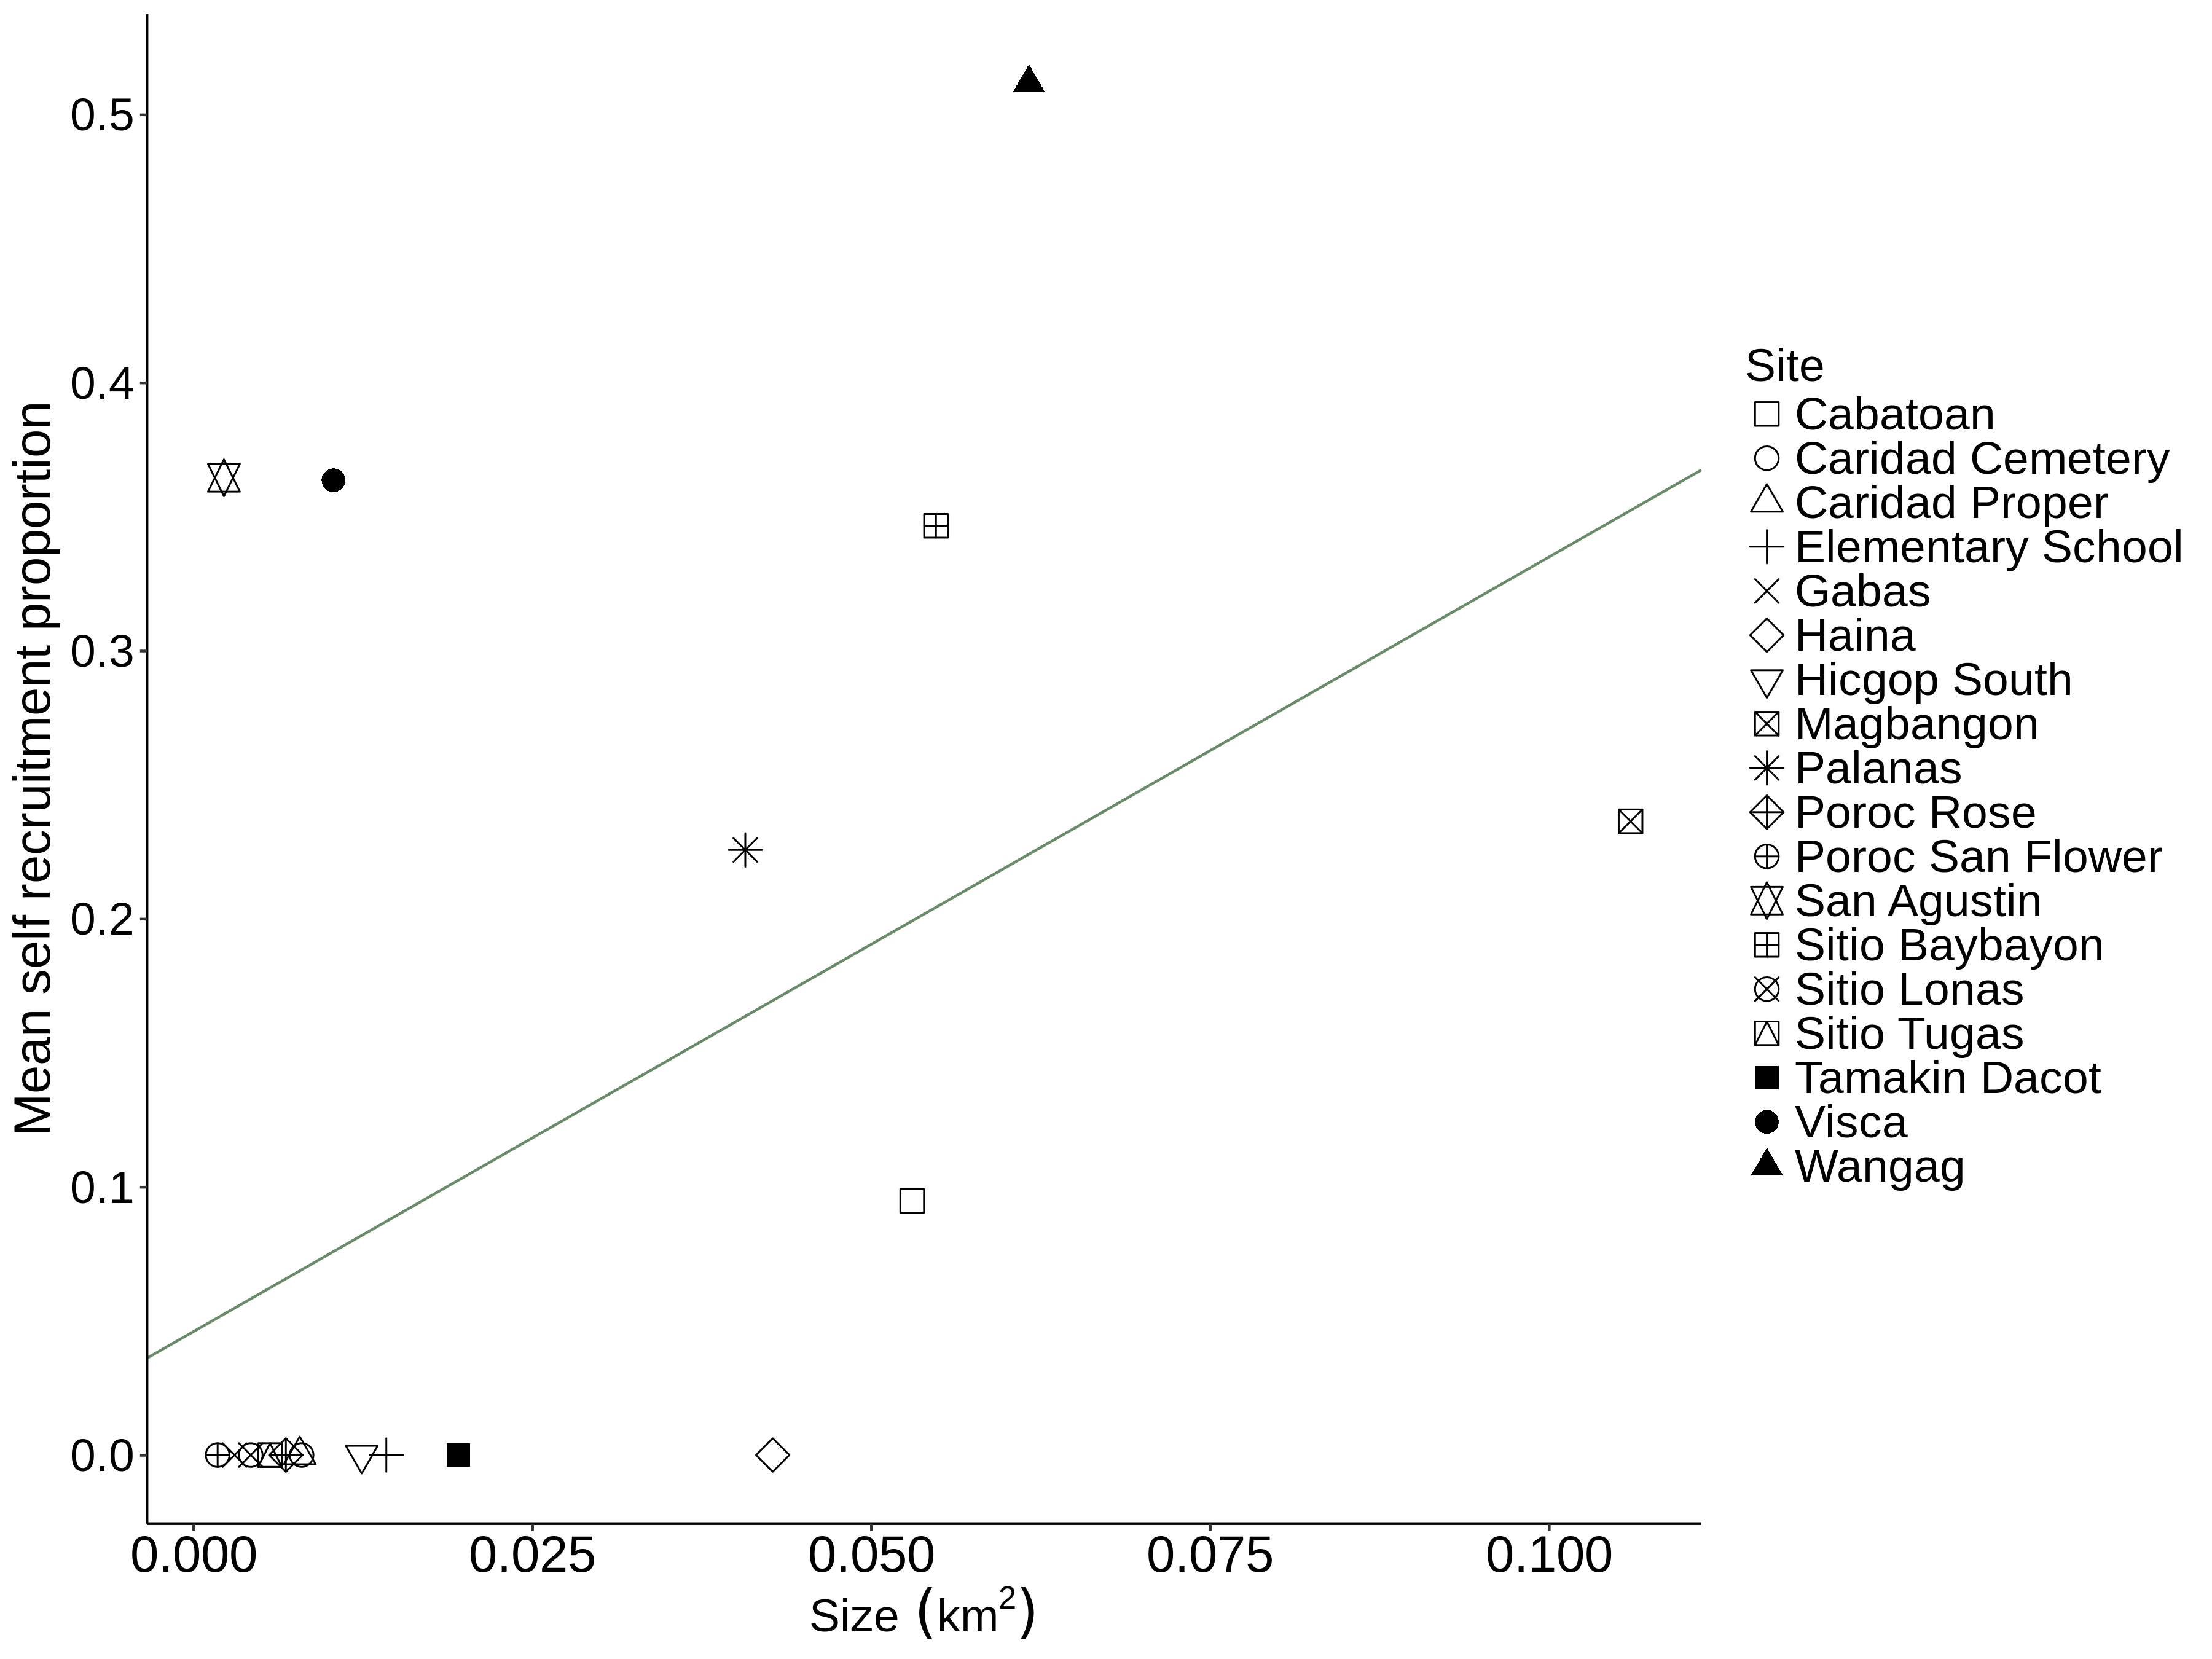 Mean self recruitment proportion
0.5
0.4
0.3
0.2
0.1
0.0
0.000 0.025 0.050 0.075 0.100
Size (km²)
Site
Cabatoan
Caridad Cemetery
Caridad Proper
Elementary School
Gabas
Haina
Hicgop South
Magbangon
Palanas
Poroc Rose
Poroc San Flower
San Agustin
Sitio Baybayon
Sitio Lonas
Sitio Tugas
Tamakin Dacot
Visca
Wangag